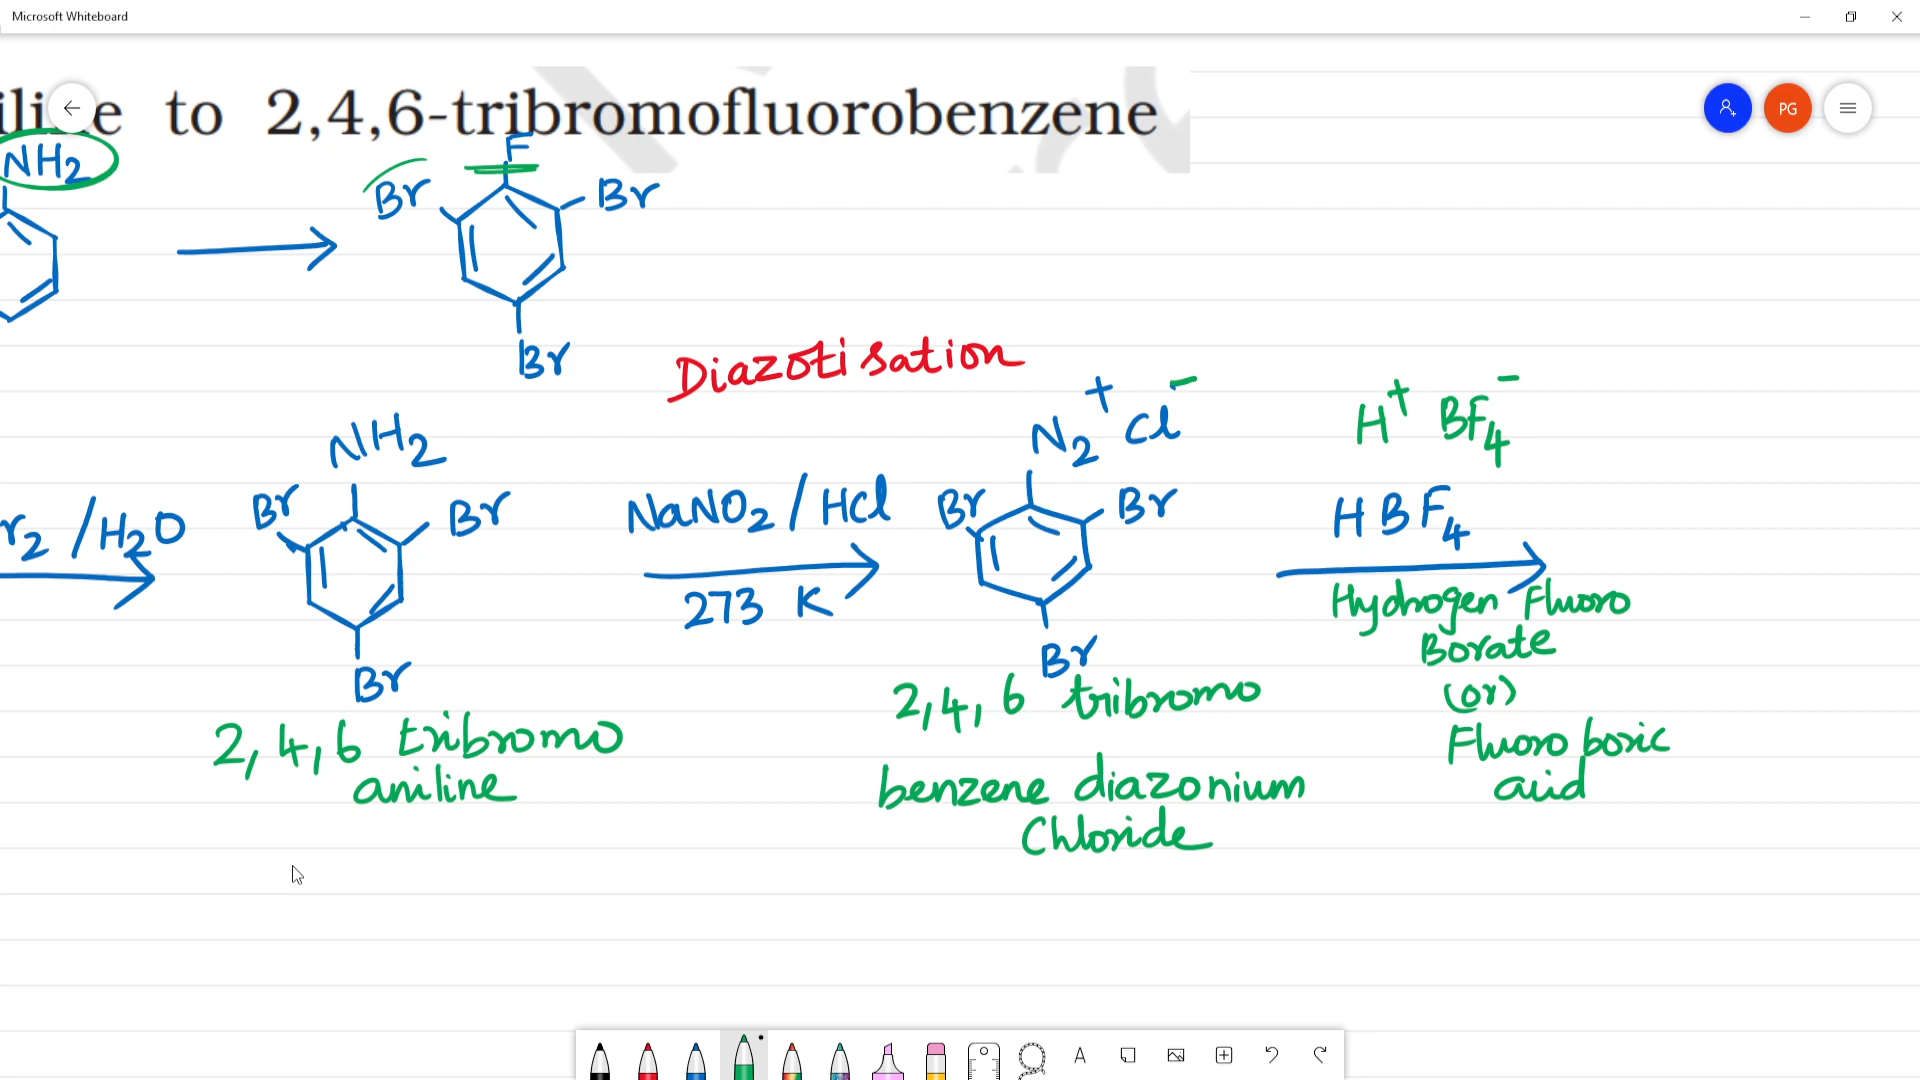 Microsoft Whiteboard
to 2,4,6-tribromofluorobenzene
PG
NH2
F
Br
Br
Br
Diazotisation
NH2
Br
Br
Br
/H2O
2,4,6 tribromo
aniline
NaNO2/HCl
273 K
N2+ Cl-
Br
Br
Br
2,4,6 tribromo
benzene diazonium
Chloride
H+ BF4-
HBF4
Hydrogen Fluoro
Borate
(or)
Fluoro boric
acid
A